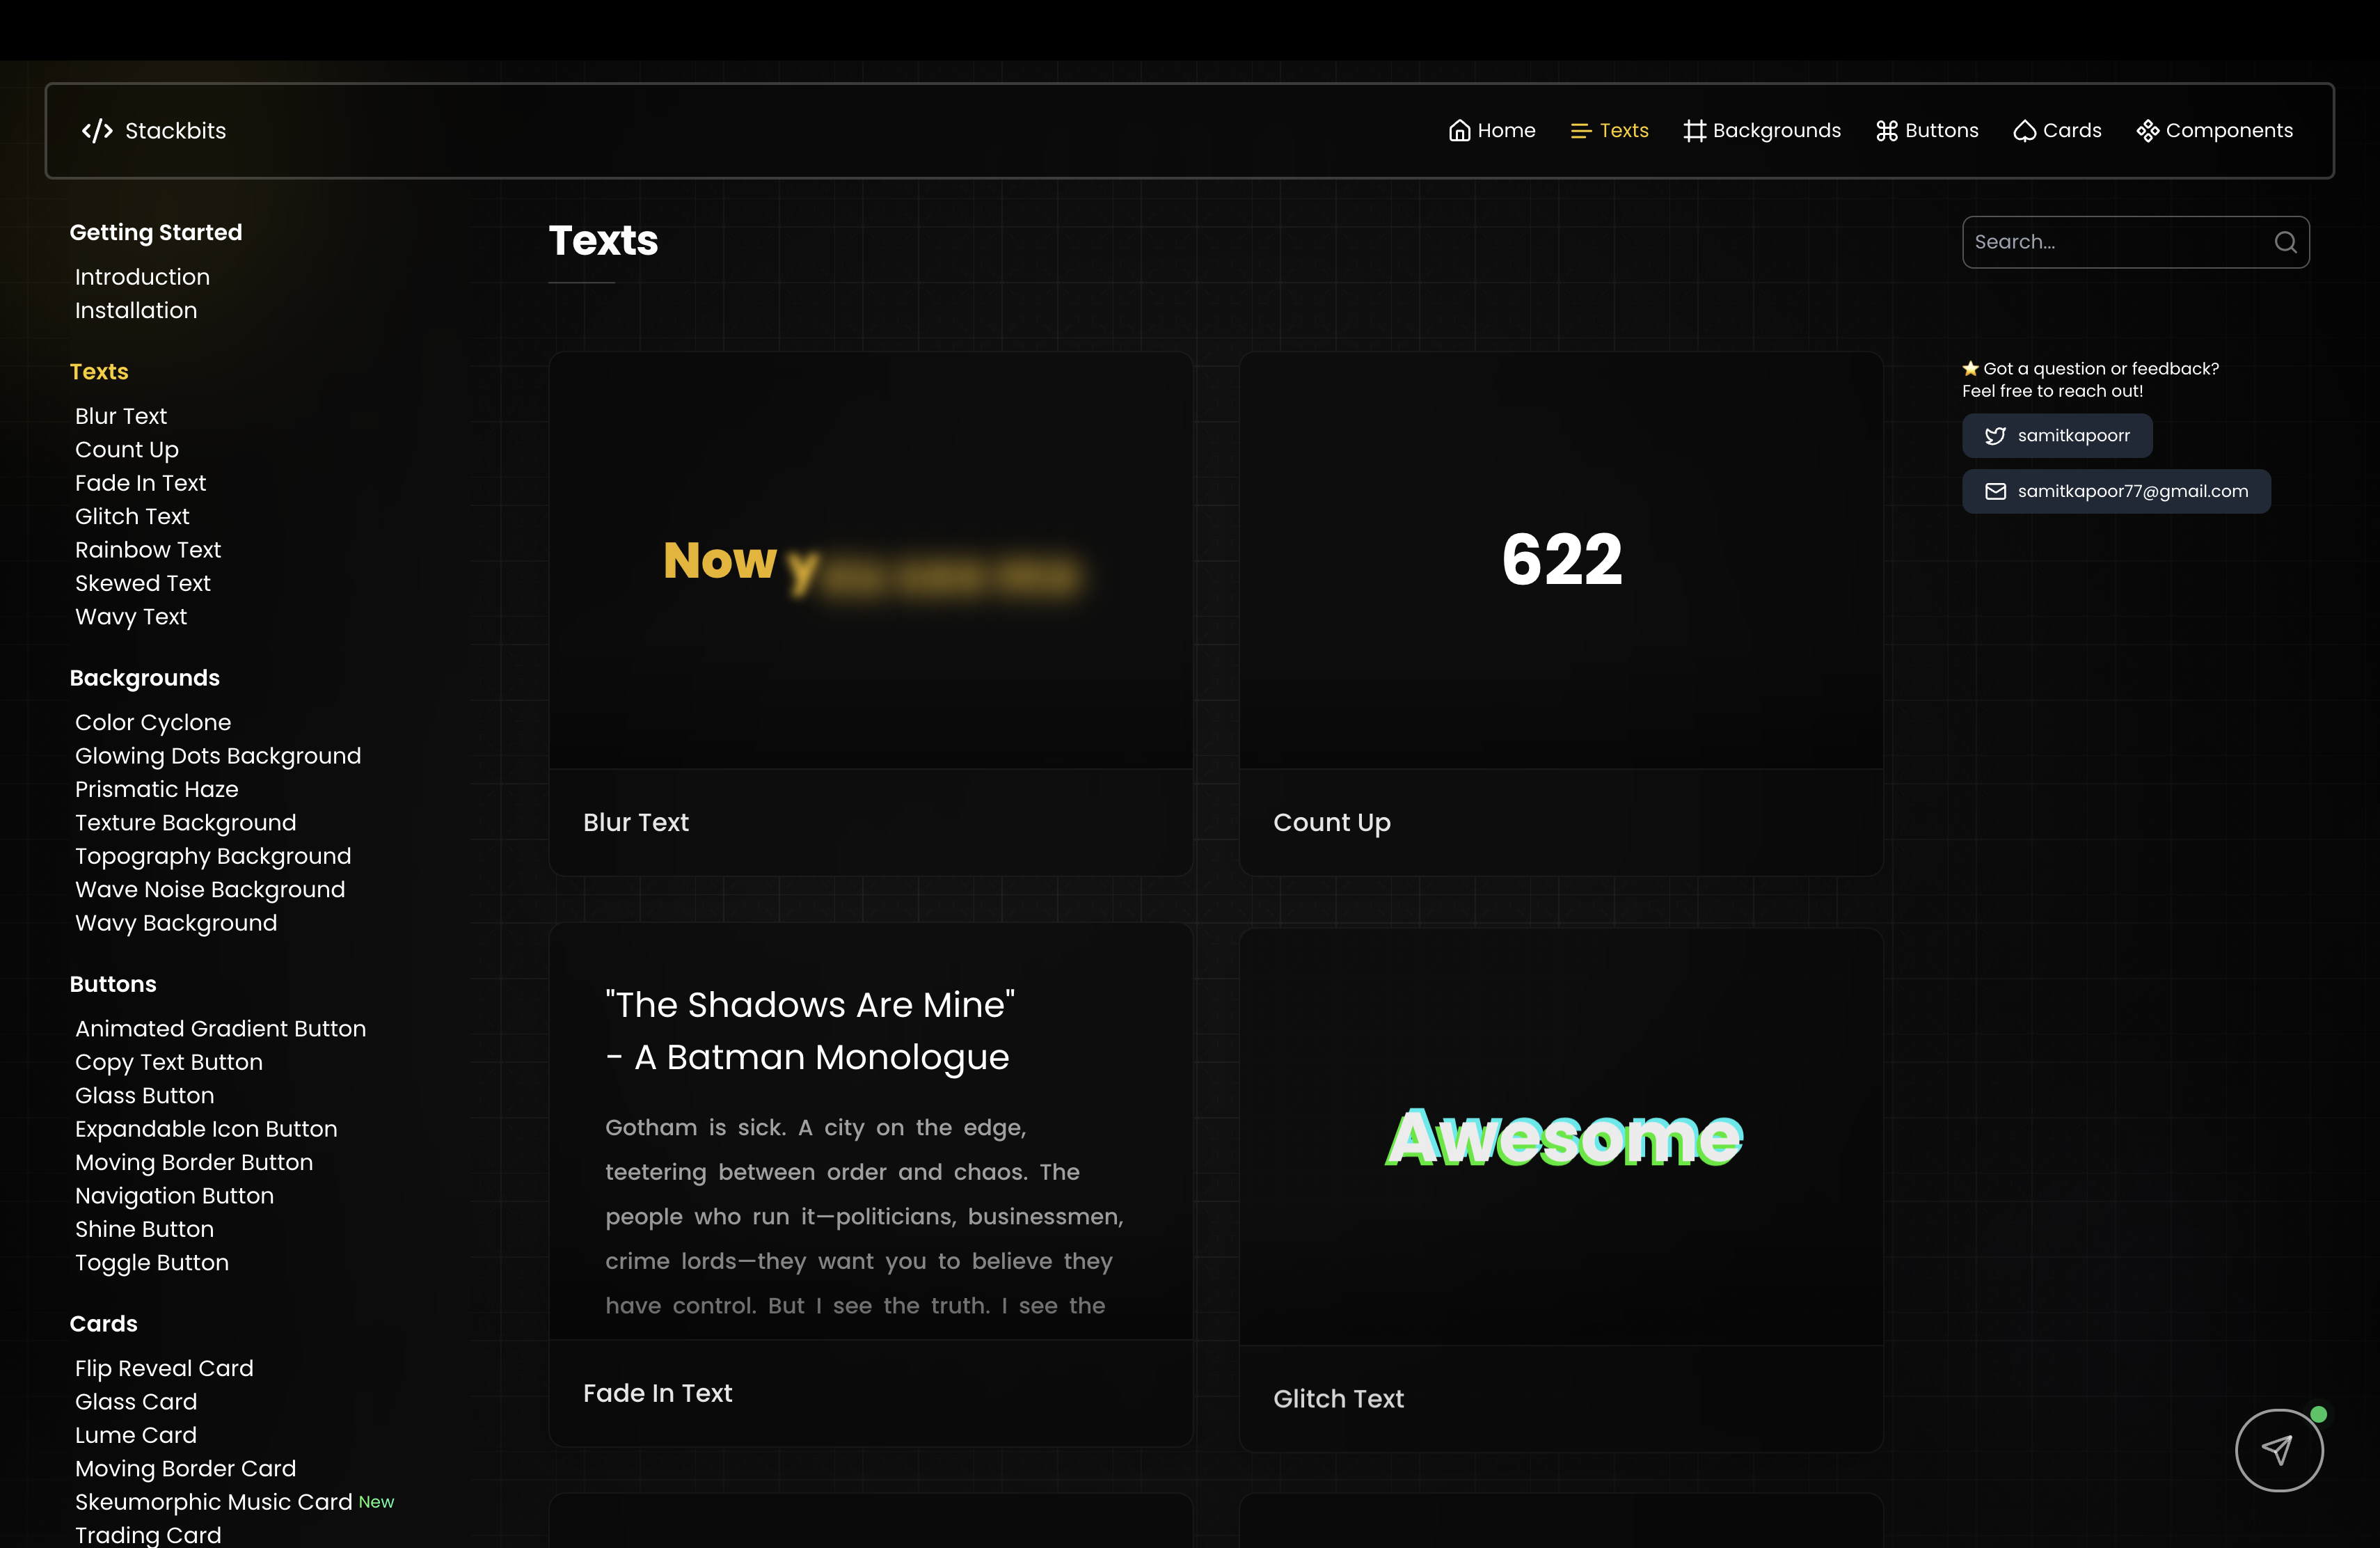 Stackbits
Home
Texts
Backgrounds
Buttons
Cards
Components
Getting Started
Introduction
Installation
Texts
Blur Text
Count Up
Fade In Text
Glitch Text
Rainbow Text
Skewed Text
Wavy Text
Backgrounds
Color Cyclone
Glowing Dots Background
Prismatic Haze
Texture Background
Topography Background
Wave Noise Background
Wavy Background
Buttons
Animated Gradient Button
Copy Text Button
Glass Button
Expandable Icon Button
Moving Border Button
Navigation Button
Shine Button
Toggle Button
Cards
Flip Reveal Card
Glass Card
Lume Card
Moving Border Card
Skeumorphic Music Card New
Trading Card
Texts
Now y
Blur Text
622
Count Up
"The Shadows Are Mine"
- A Batman Monologue
Gotham is sick. A city on the edge,
teetering between order and chaos. The
people who run it—politicians, businessmen,
crime lords—they want you to believe they
have control. But I see the truth. I see the
Fade In Text
Awesome
Glitch Text
Search...
⭐ Got a question or feedback?
Feel free to reach out!
samitkapoorr
samitkapoor77@gmail.com